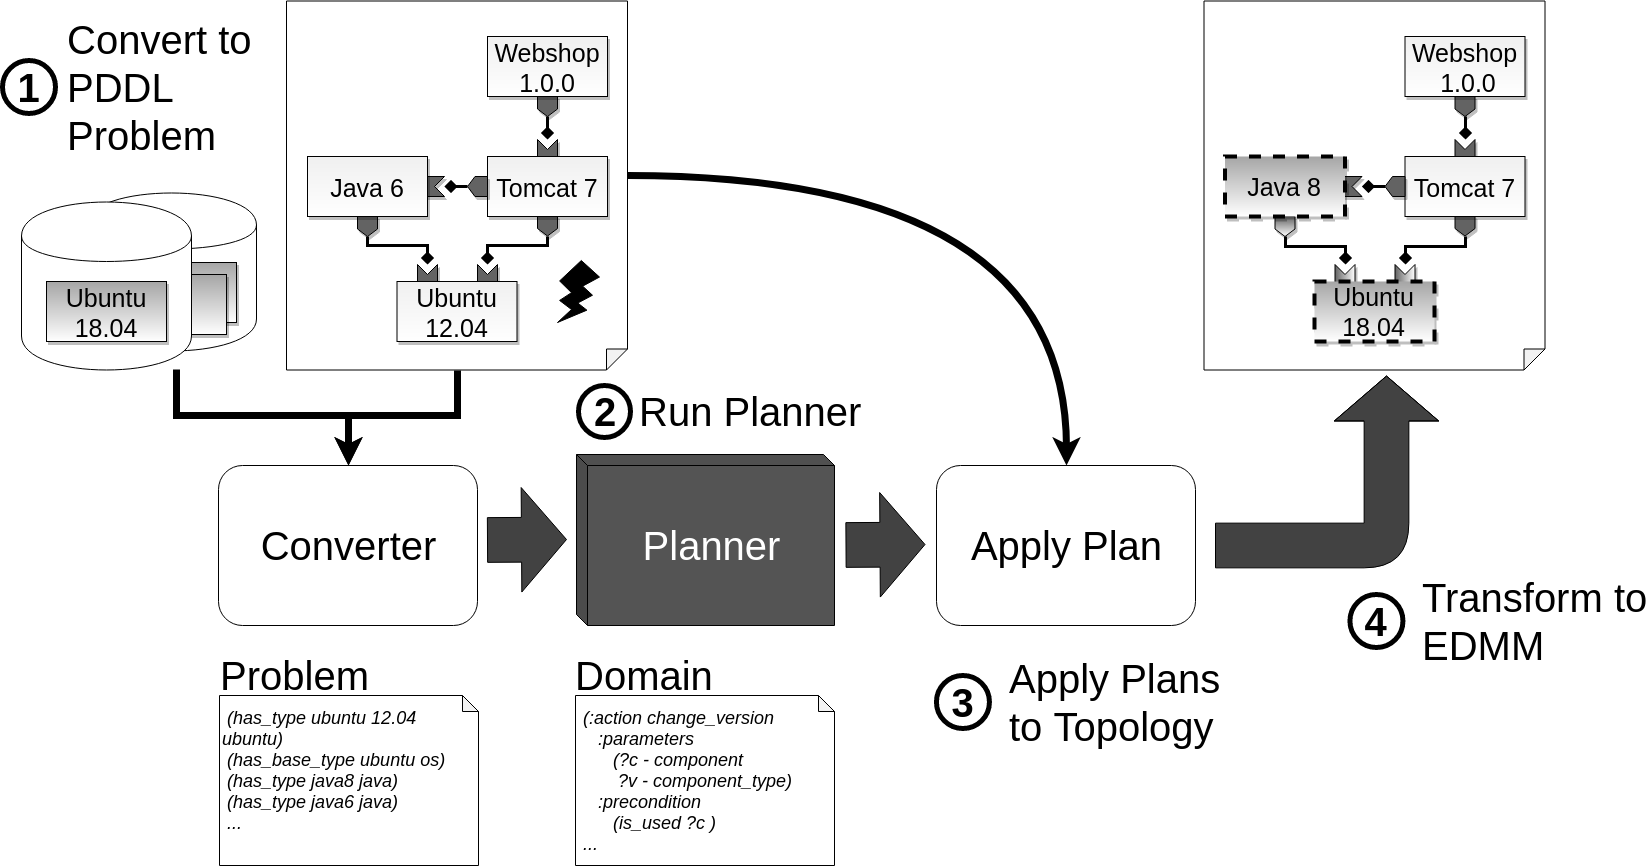 1
Convert to
PDDL
Problem
Ubuntu
18.04
Webshop
1.0.0
Java 6
Tomcat 7
Ubuntu
12.04
Webshop
1.0.0
Java 8
Tomcat 7
Ubuntu
18.04
2
Run Planner
Converter
Planner
Apply Plan
4
Transform to
EDMM
3
Apply Plans
to Topology
Problem
(has_type ubuntu 12.04
ubuntu)
(has_base_type ubuntu os)
(has_type java8 java)
(has_type java6 java)
...
Domain
(:action change_version
:parameters
(?c - component
?v - component_type)
:precondition
(is_used ?c )
...